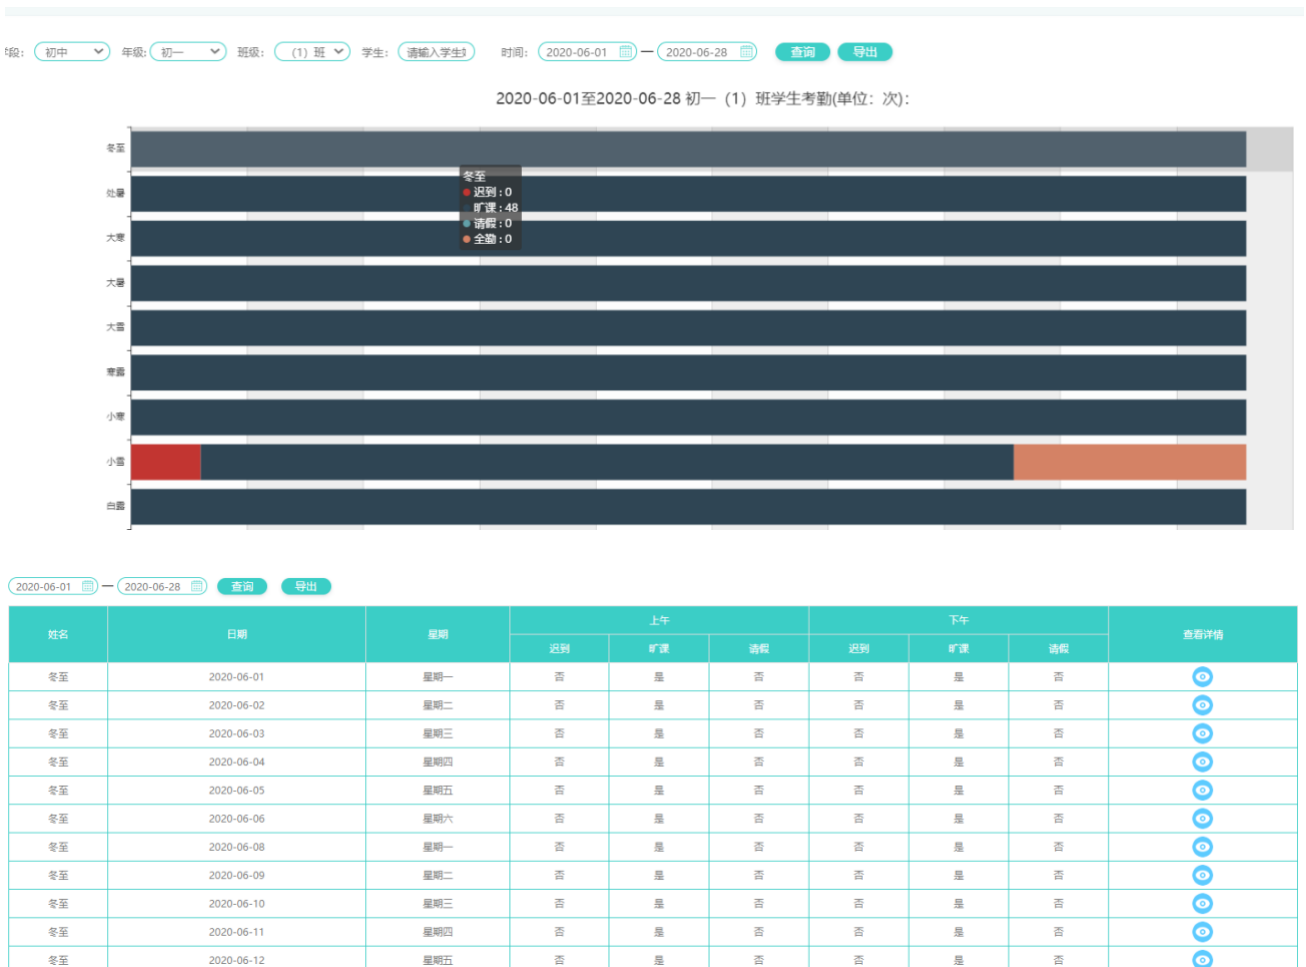 段： 初中 年级: 初一 班级： （1）班 学生： 请输入学生姓 时间： 2020-06-01 — 2020-06-28 查询 导出
2020-06-01至2020-06-28 初一（1）班学生考勤(单位：次)：
冬至
处暑
大寒
大暑
大雪
寒露
小寒
小雪
白露
冬至
迟到 : 0
旷课 : 48
请假 : 0
全勤 : 0
2020-06-01 — 2020-06-28 查询 导出
姓名 日期 星期 上午 下午 查看详情
迟到 旷课 请假 迟到 旷课 请假
冬至 2020-06-01 星期一 否 是 否 否 是 否
冬至 2020-06-02 星期二 否 是 否 否 是 否
冬至 2020-06-03 星期三 否 是 否 否 是 否
冬至 2020-06-04 星期四 否 是 否 否 是 否
冬至 2020-06-05 星期五 否 是 否 否 是 否
冬至 2020-06-06 星期六 否 是 否 否 是 否
冬至 2020-06-08 星期一 否 是 否 否 是 否
冬至 2020-06-09 星期二 否 是 否 否 是 否
冬至 2020-06-10 星期三 否 是 否 否 是 否
冬至 2020-06-11 星期四 否 是 否 否 是 否
冬至 2020-06-12 星期五 否 是 否 否 是 否